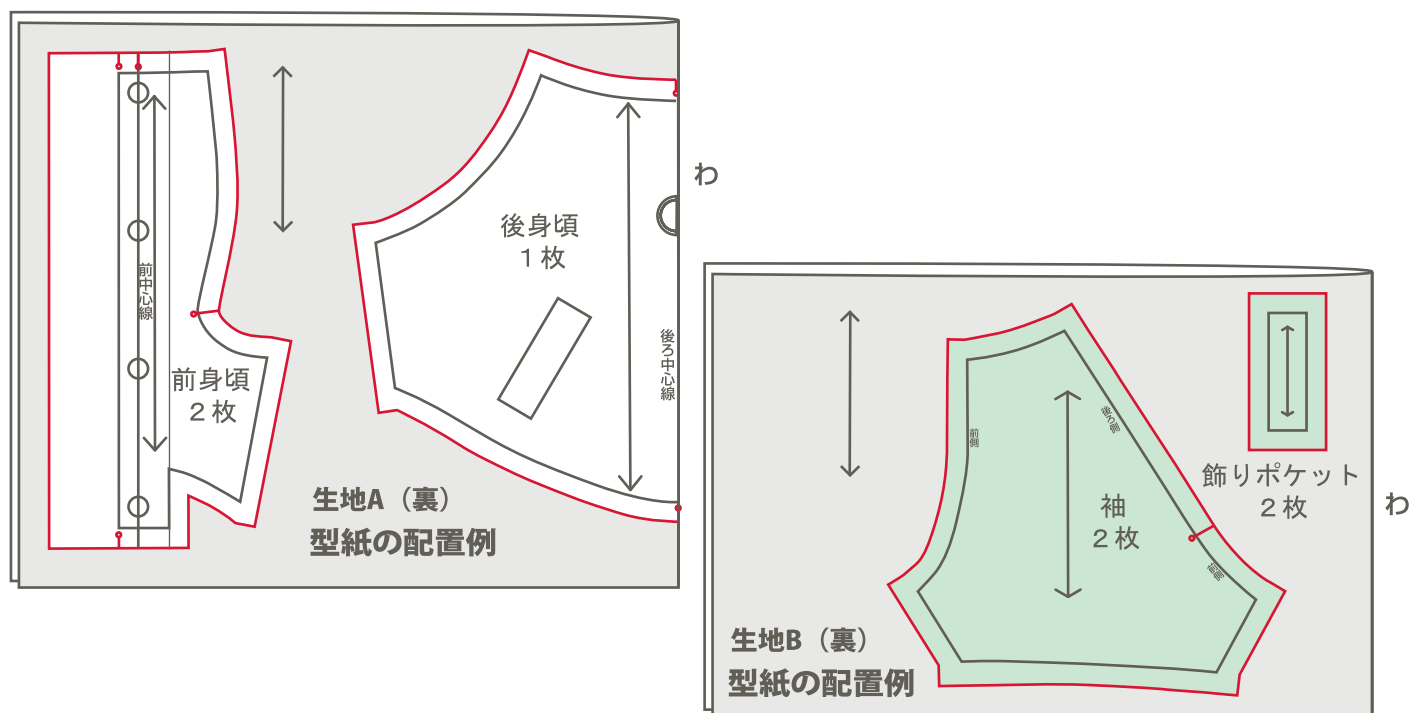 わ
前中心線
後身頃
1枚
後ろ中心線
前身頃
2枚
生地A（裏）
型紙の配置例
前側
後ろ側
飾りポケット
2枚
わ
袖
2枚
前側
生地B（裏）
型紙の配置例